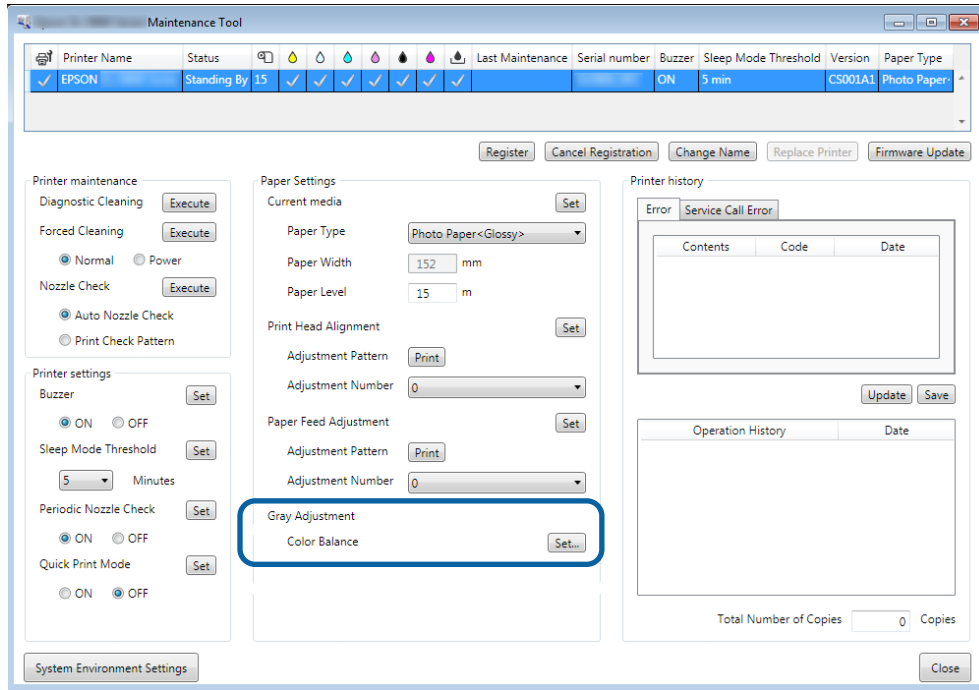 Maintenance Tool
Printer Name Status Last Maintenance Serial number Buzzer Sleep Mode Threshold Version Paper Type
EPSON Standing By 15 ON 5 min CS001A1 Photo Paper
Register Cancel Registration Change Name Replace Printer Firmware Update
Printer maintenance
Diagnostic Cleaning Execute
Forced Cleaning Execute
Normal Power
Nozzle Check Execute
Auto Nozzle Check
Print Check Pattern
Printer settings
Buzzer Set
ON OFF
Sleep Mode Threshold Set
5 Minutes
Periodic Nozzle Check Set
ON OFF
Quick Print Mode Set
ON OFF
Paper Settings
Current media Set
Paper Type Photo Paper<Glossy>
Paper Width 152 mm
Paper Level 15 m
Print Head Alignment Set
Adjustment Pattern Print
Adjustment Number 0
Paper Feed Adjustment Set
Adjustment Pattern Print
Adjustment Number 0
Gray Adjustment
Color Balance Set...
Printer history
Error Service Call Error
Contents Code Date
Update Save
Operation History Date
Total Number of Copies 0 Copies
System Environment Settings
Close